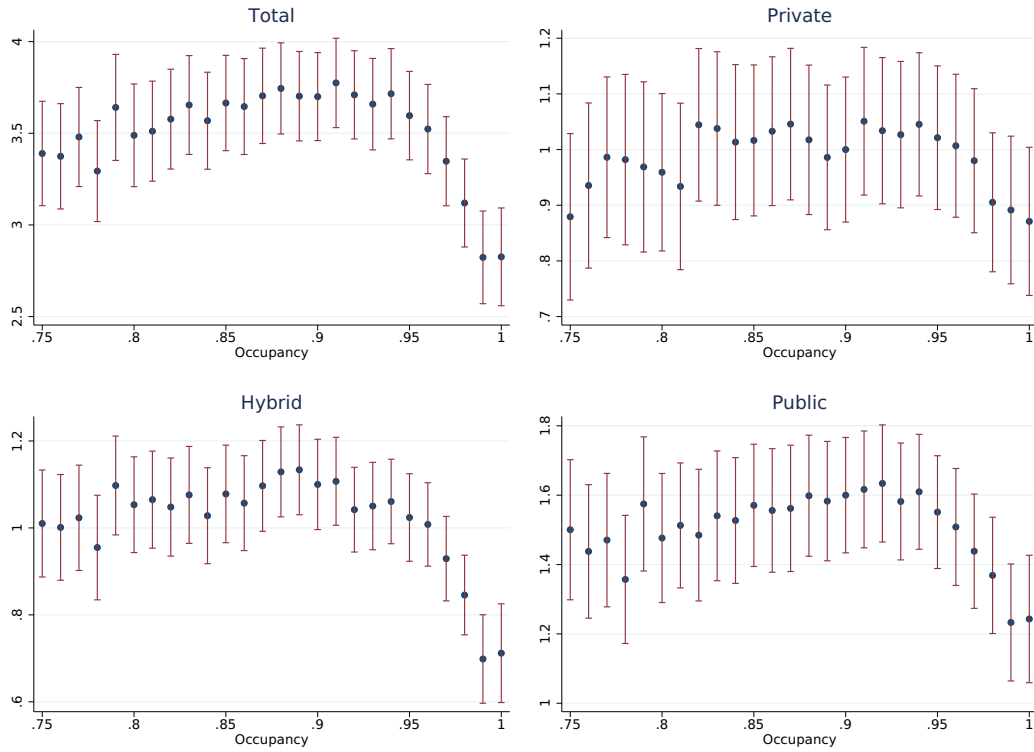 Total
4
3.5
3
2.5
.75 .8 .85 .9 .95 1
Occupancy
Private
1.2
1.1
1
.9
.8
.7
.75 .8 .85 .9 .95 1
Occupancy
Hybrid
1.2
1
.8
.6
.75 .8 .85 .9 .95 1
Occupancy
Public
1.8
1.6
1.4
1.2
1
.75 .8 .85 .9 .95 1
Occupancy